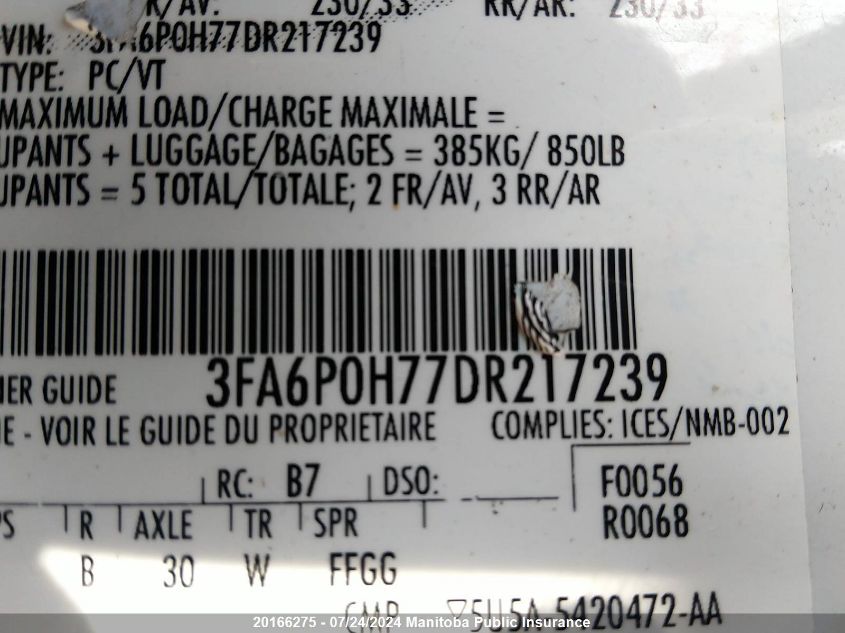 R/AV: 230/33 RR/AR: 230/33
VIN: 3FA6P0H77DR217239
TYPE: PC/VT
MAXIMUM LOAD/CHARGE MAXIMALE =
UPANTS + LUGGAGE/BAGAGES = 385KG/ 850LB
UPANTS = 5 TOTAL/TOTALE; 2 FR/AV, 3 RR/AR
3FA6P0H77DR217239
NER GUIDE
E - VOIR LE GUIDE DU PROPRIETAIRE COMPLIES: ICES/NMB-002
RC: B7 DSO: F0056
PS R AXLE TR SPR R0068
B 30 W FFGG
CMP ▽5U5A-5420472-AA
20166275 - 07/24/2024 Manitoba Public Insurance